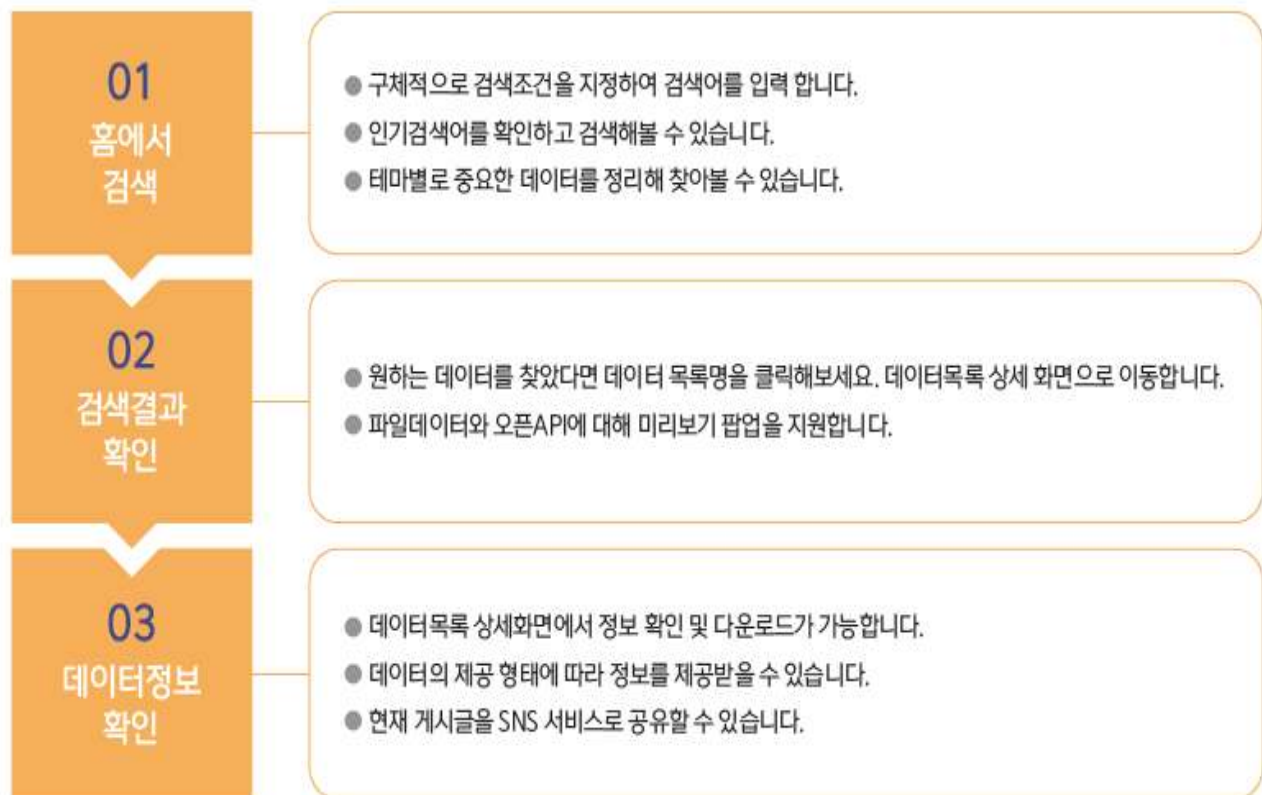 01
홈에서
검색
● 구체적으로 검색조건을 지정하여 검색어를 입력 합니다.
● 인기검색어를 확인하고 검색해볼 수 있습니다.
● 테마별로 중요한 데이터를 정리해 찾아볼 수 있습니다.
02
검색결과
확인
● 원하는 데이터를 찾았다면 데이터 목록명을 클릭해보세요. 데이터목록 상세 화면으로 이동합니다.
● 파일데이터와 오픈API에 대해 미리보기 팝업을 지원합니다.
03
데이터정보
확인
● 데이터목록 상세화면에서 정보 확인 및 다운로드가 가능합니다.
● 데이터의 제공 형태에 따라 정보를 제공받을 수 있습니다.
● 현재 게시글을 SNS 서비스로 공유할 수 있습니다.